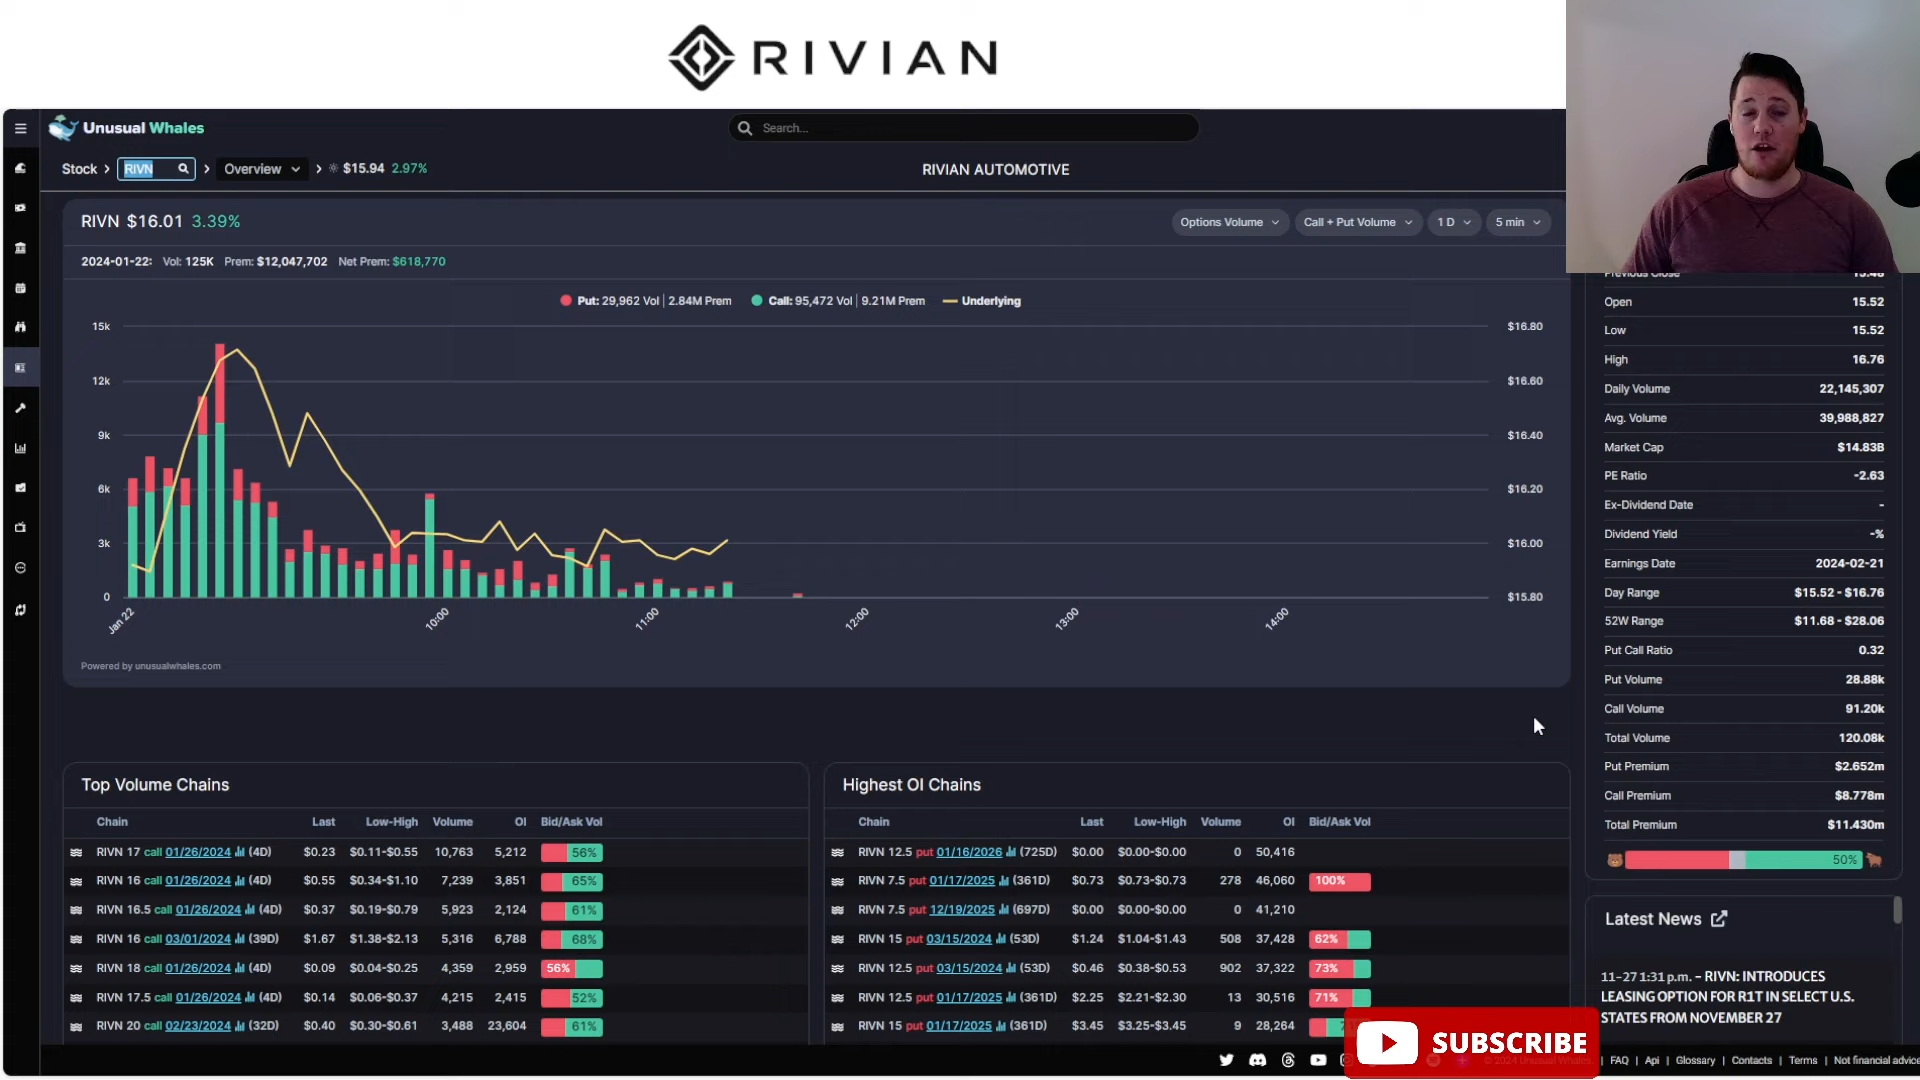 RIVIAN
Unusual Whales
Search...
Stock > RIVN > Overview > $15.94 2.97%
RIVIAN AUTOMOTIVE
RIVN $16.01 3.39%
Options Volume Call + Put Volume 1 D 5 min
2024-01-22: Vol: 125K Prem: $12,047,702 Net Prem: $618,770
Put: 29,962 Vol | 2.84M Prem Call: 95,472 Vol | 9.21M Prem Underlying
15k $16.80
12k $16.60
9k $16.40
6k $16.20
3k $16.00
0 $15.80
Jan 22 10:00 11:00 12:00 13:00 14:00
Powered by unusualwhales.com
Previous Close 15.48
Open 15.52
Low 15.52
High 16.76
Daily Volume 22,145,307
Avg. Volume 39,988,827
Market Cap $14.83B
PE Ratio -2.63
Ex-Dividend Date -
Dividend Yield -%
Earnings Date 2024-02-21
Day Range $15.52 - $16.76
52W Range $11.68 - $28.06
Put Call Ratio 0.32
Put Volume 28.88k
Call Volume 91.20k
Total Volume 120.08k
Put Premium $2.652m
Call Premium $8.778m
Total Premium $11.430m
50%
Top Volume Chains
Chain Last Low-High Volume OI Bid/Ask Vol
RIVN 17 call 01/26/2024 (4D) $0.23 $0.11-$0.55 10,763 5,212 56%
RIVN 16 call 01/26/2024 (4D) $0.55 $0.34-$1.10 7,239 3,851 65%
RIVN 16.5 call 01/26/2024 (4D) $0.37 $0.19-$0.79 5,923 2,124 61%
RIVN 16 call 03/01/2024 (39D) $1.67 $1.38-$2.13 5,316 6,788 68%
RIVN 18 call 01/26/2024 (4D) $0.09 $0.04-$0.25 4,359 2,959 56%
RIVN 17.5 call 01/26/2024 (4D) $0.14 $0.06-$0.37 4,215 2,415 52%
RIVN 20 call 02/23/2024 (32D) $0.40 $0.30-$0.61 3,488 23,604 61%
Highest OI Chains
Chain Last Low-High Volume OI Bid/Ask Vol
RIVN 12.5 put 01/16/2026 (725D) $0.00 $0.00-$0.00 0 50,416
RIVN 7.5 put 01/17/2025 (361D) $0.73 $0.73-$0.73 278 46,060 100%
RIVN 7.5 put 12/19/2025 (697D) $0.00 $0.00-$0.00 0 41,210
RIVN 15 put 03/15/2024 (53D) $1.24 $1.04-$1.43 508 37,428 62%
RIVN 12.5 put 03/15/2024 (53D) $0.46 $0.38-$0.53 902 37,322 73%
RIVN 12.5 put 01/17/2025 (361D) $2.25 $2.21-$2.30 13 30,516 71%
RIVN 15 put 01/17/2025 (361D) $3.45 $3.25-$3.45 9 28,264
Latest News
11-27 1:31 p.m. - RIVN: INTRODUCES
LEASING OPTION FOR R1T IN SELECT U.S.
STATES FROM NOVEMBER 27
SUBSCRIBE
| FAQ | Api | Glossary | Contacts | Terms | Not financial advice